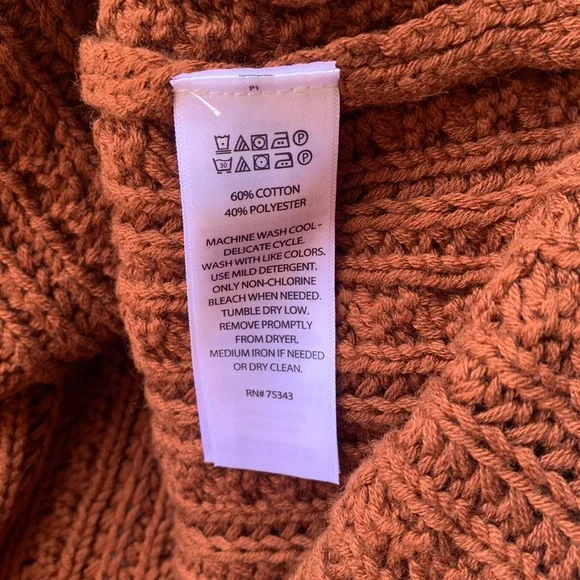 P
30 P
60% COTTON
40% POLYESTER
MACHINE WASH COOL -
DELICATE CYCLE.
WASH WITH LIKE COLORS.
USE MILD DETERGENT.
ONLY NON-CHLORINE
BLEACH WHEN NEEDED.
TUMBLE DRY LOW.
REMOVE PROMPTLY
FROM DRYER.
MEDIUM IRON IF NEEDED
OR DRY CLEAN.
RN# 75343